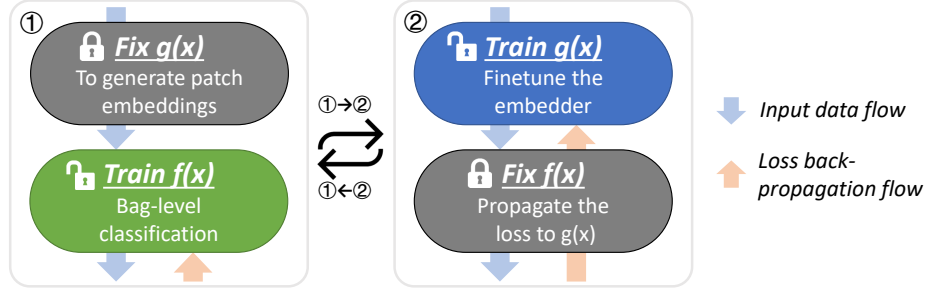 ①
Fix g(x)
To generate patch
embeddings
Train f(x)
Bag-level
classification
①→②
①←②
②
Train g(x)
Finetune the
embedder
Fix f(x)
Propagate the
loss to g(x)
Input data flow
Loss back-
propagation flow